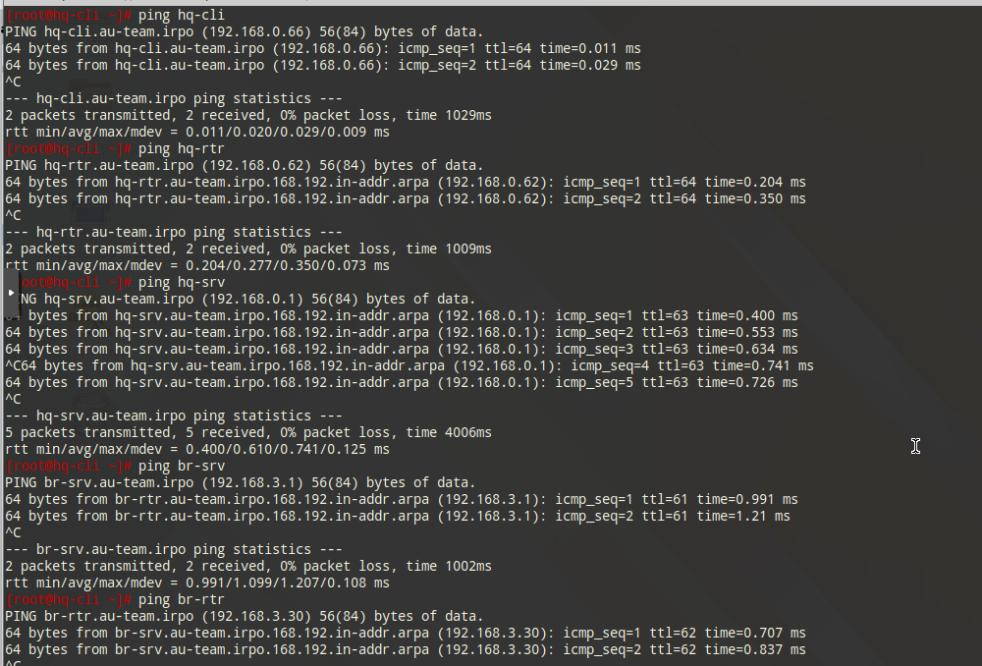 [root@hq-cli ~]# ping hq-cli
PING hq-cli.au-team.irpo (192.168.0.66) 56(84) bytes of data.
64 bytes from hq-cli.au-team.irpo (192.168.0.66): icmp_seq=1 ttl=64 time=0.011 ms
64 bytes from hq-cli.au-team.irpo (192.168.0.66): icmp_seq=2 ttl=64 time=0.029 ms
^C
--- hq-cli.au-team.irpo ping statistics ---
2 packets transmitted, 2 received, 0% packet loss, time 1029ms
rtt min/avg/max/mdev = 0.011/0.020/0.029/0.009 ms
[root@hq-cli ~]# ping hq-rtr
PING hq-rtr.au-team.irpo (192.168.0.62) 56(84) bytes of data.
64 bytes from hq-rtr.au-team.irpo.168.192.in-addr.arpa (192.168.0.62): icmp_seq=1 ttl=64 time=0.204 ms
64 bytes from hq-rtr.au-team.irpo.168.192.in-addr.arpa (192.168.0.62): icmp_seq=2 ttl=64 time=0.350 ms
^C
--- hq-rtr.au-team.irpo ping statistics ---
2 packets transmitted, 2 received, 0% packet loss, time 1009ms
rtt min/avg/max/mdev = 0.204/0.277/0.350/0.073 ms
root@hq-cli ~]# ping hq-srv
NG hq-srv.au-team.irpo (192.168.0.1) 56(84) bytes of data.
64 bytes from hq-srv.au-team.irpo.168.192.in-addr.arpa (192.168.0.1): icmp_seq=1 ttl=63 time=0.400 ms
64 bytes from hq-srv.au-team.irpo.168.192.in-addr.arpa (192.168.0.1): icmp_seq=2 ttl=63 time=0.553 ms
64 bytes from hq-srv.au-team.irpo.168.192.in-addr.arpa (192.168.0.1): icmp_seq=3 ttl=63 time=0.634 ms
^C64 bytes from hq-srv.au-team.irpo.168.192.in-addr.arpa (192.168.0.1): icmp_seq=4 ttl=63 time=0.741 ms
64 bytes from hq-srv.au-team.irpo.168.192.in-addr.arpa (192.168.0.1): icmp_seq=5 ttl=63 time=0.726 ms
^C
--- hq-srv.au-team.irpo ping statistics ---
5 packets transmitted, 5 received, 0% packet loss, time 4006ms
rtt min/avg/max/mdev = 0.400/0.610/0.741/0.125 ms
[root@hq-cli ~]# ping br-srv
PING br-srv.au-team.irpo (192.168.3.1) 56(84) bytes of data.
64 bytes from br-rtr.au-team.irpo.168.192.in-addr.arpa (192.168.3.1): icmp_seq=1 ttl=61 time=0.991 ms
64 bytes from br-rtr.au-team.irpo.168.192.in-addr.arpa (192.168.3.1): icmp_seq=2 ttl=61 time=1.21 ms
^C
--- br-srv.au-team.irpo ping statistics ---
2 packets transmitted, 2 received, 0% packet loss, time 1002ms
rtt min/avg/max/mdev = 0.991/1.099/1.207/0.108 ms
[root@hq-cli ~]# ping br-rtr
PING br-rtr.au-team.irpo (192.168.3.30) 56(84) bytes of data.
64 bytes from br-srv.au-team.irpo.168.192.in-addr.arpa (192.168.3.30): icmp_seq=1 ttl=62 time=0.707 ms
64 bytes from br-srv.au-team.irpo.168.192.in-addr.arpa (192.168.3.30): icmp_seq=2 ttl=62 time=0.837 ms
^C